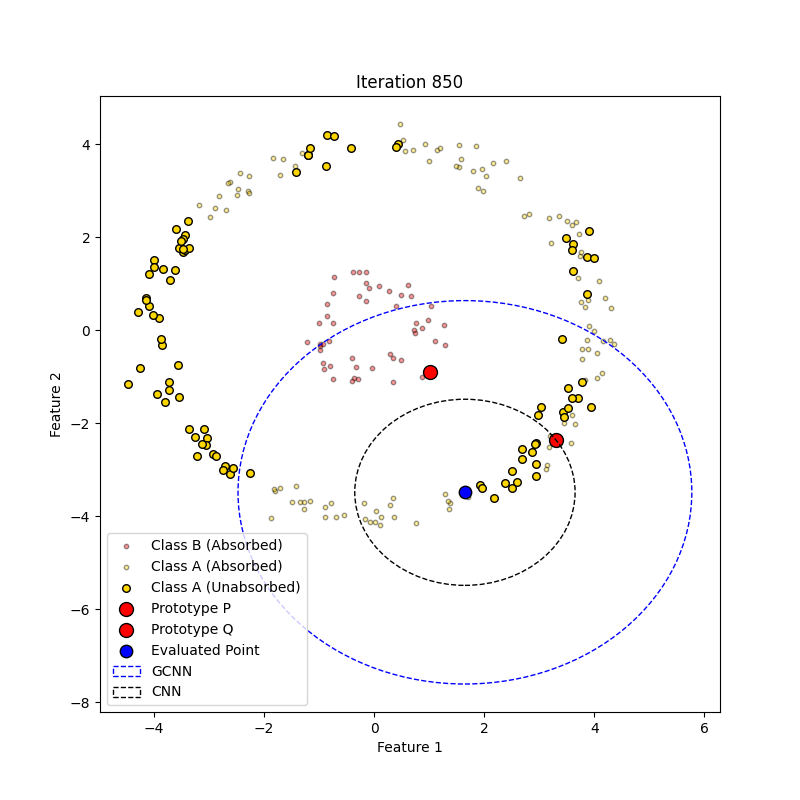 Iteration 850
Feature 2
4
2
0
−2
−4
−6
−8
Class B (Absorbed)
Class A (Absorbed)
Class A (Unabsorbed)
Prototype P
Prototype Q
Evaluated Point
GCNN
CNN
−4
−2
0
2
4
6
Feature 1